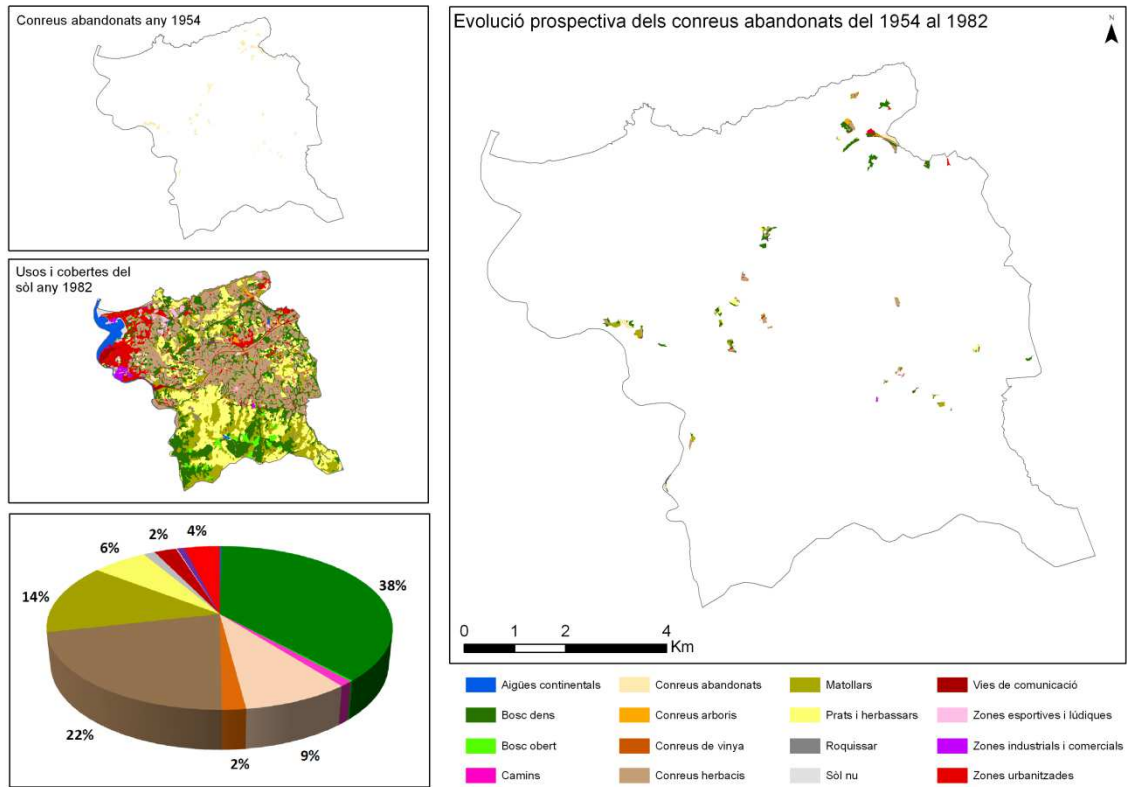 Conreus abandonats any 1954
Usos i cobertes del
sòl any 1982
2%
4%
6%
38%
14%
22%
2%
9%
Evolució prospectiva dels conreus abandonats del 1954 al 1982
N
0 1 2 4
Km
Aigües continentals
Bosc dens
Bosc obert
Camins
Conreus abandonats
Conreus arboris
Conreus de vinya
Conreus herbacis
Matollars
Prats i herbassars
Roquissar
Sòl nu
Vies de comunicació
Zones esportives i lúdiques
Zones industrials i comercials
Zones urbanitzades